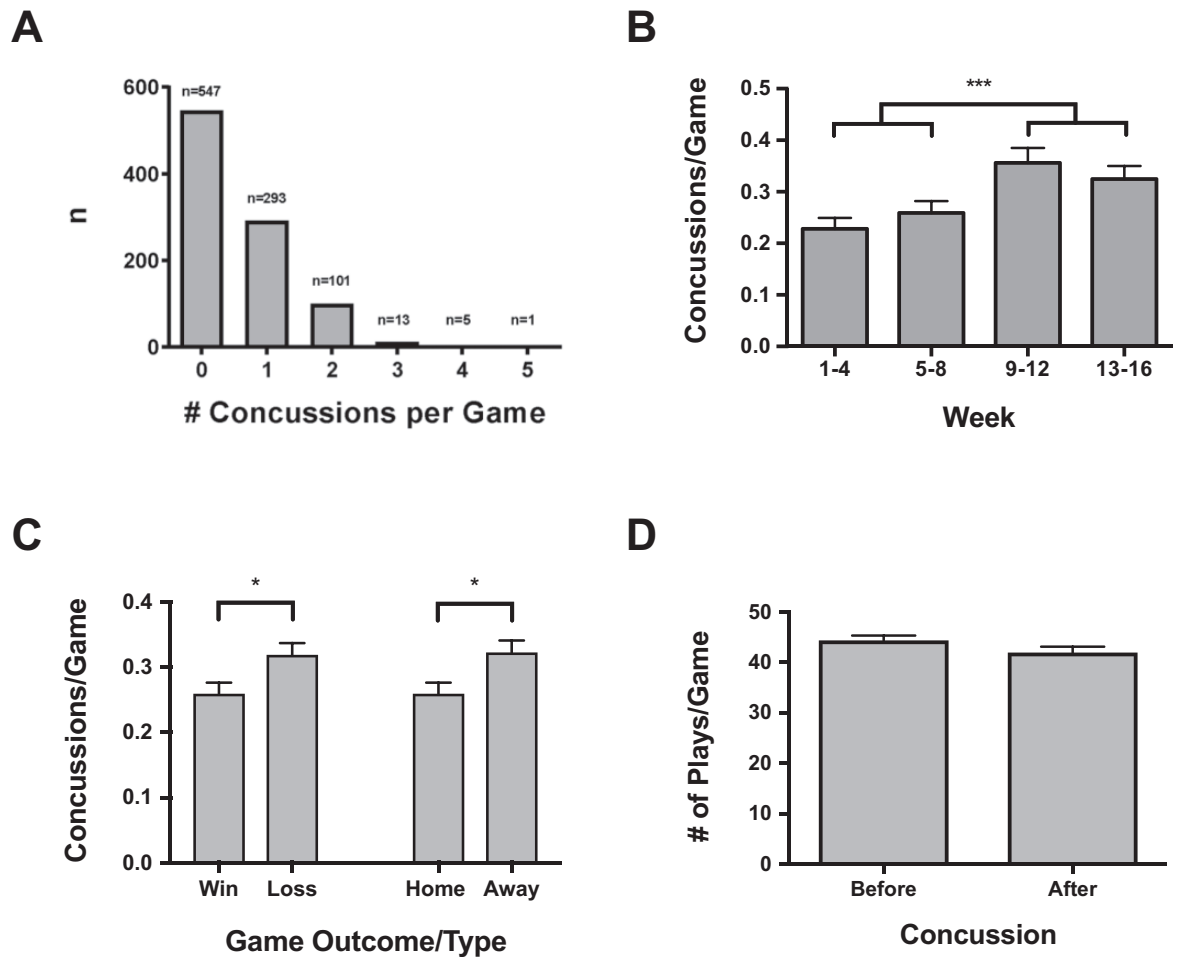 A
600
400
200
0
n
n=547
n=293
n=101
n=13
n=5
n=1
0 1 2 3 4 5
# Concussions per Game
B
0.5
0.4
0.3
0.2
0.1
0.0
Concussions/Game
***
1-4 5-8 9-12 13-16
Week
C
0.4
0.3
0.2
0.1
0.0
Concussions/Game
* *
Win Loss Home Away
Game Outcome/Type
D
50
40
30
20
10
0
# of Plays/Game
Before After
Concussion